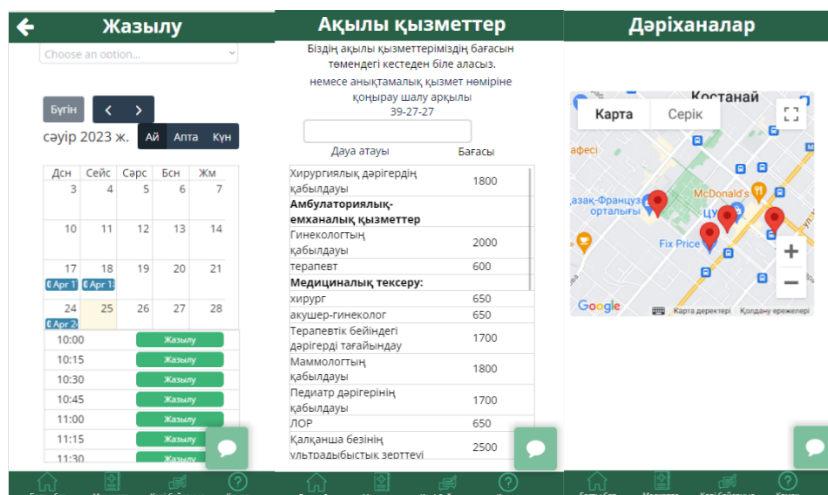 Жазылу
Choose an option...
Бүгін
сәуір 2023 ж.
Ай Апта Күн
Дсн Сейс Сәрс Бсн Жм
3 4 5 6 7
10 11 12 13 14
17 18 19 20 21
24 25 26 27 28
10:00 Жазылу
10:15 Жазылу
10:30 Жазылу
10:45 Жазылу
11:00 Жазылу
11:15 Жазылу
11:30
Ақылы қызметтер
Біздің ақылы қызметтеріміздің бағасын
төмендегі кестеден біле аласыз.
немесе анықтамалық қызмет нөміріне
қоңырау шалу арқылы
39-27-27
Дауа атауы Бағасы
Хирургиялық дәрігердің
қабылдауы 1800
Амбулаториялық-
емханалық қызметтер
Гинекологтың
қабылдауы 2000
терапевт 600
Медициналық тексеру:
хирург 650
акушер-гинеколог 650
Терапевтік бейіндегі
дәрігерді тағайындау 1700
Маммологтың
қабылдауы 1800
Педиатр дәрігерінің
қабылдауы 1700
ЛОР 650
Қалқанша безінің
ультрадыбыстық зерттеуі 2500
Дәріханалар
Костанай
Карта Серік
McDonald's
орталығы
ЦУ
Fix Price
Google
Карта деректері Қолдану ережелері